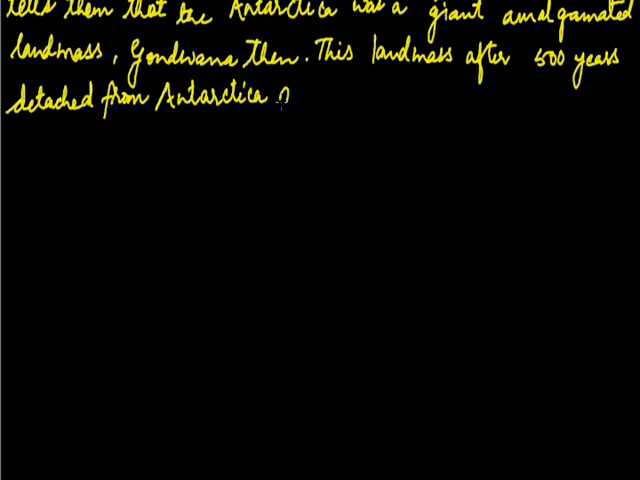 tells them that the Antarctica was a giant amalgamated
landmass, Gondwana then. This landmass after 500 years
detached from Antarctica